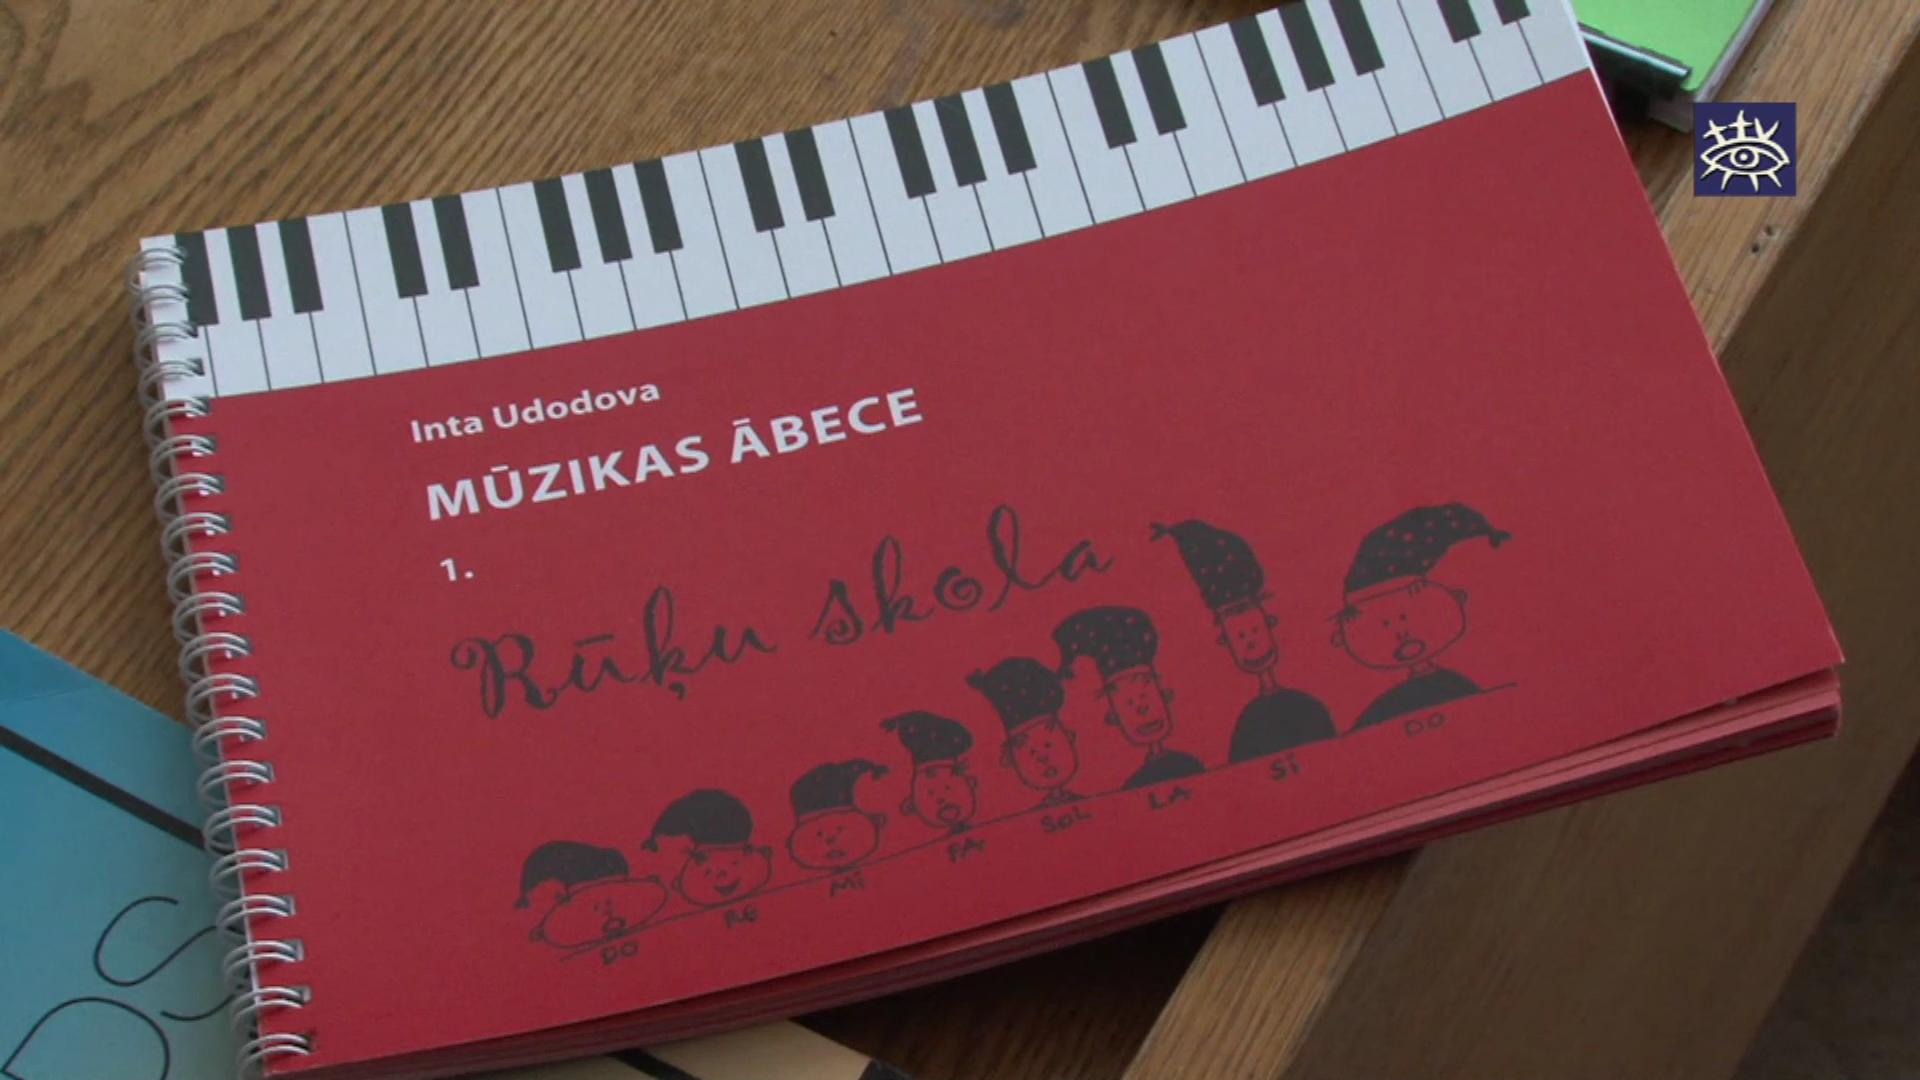 Inta Udodova
MŪZIKAS ĀBECE
1.
Rūķu skola
DO RE MI FA SOL LA SI DO